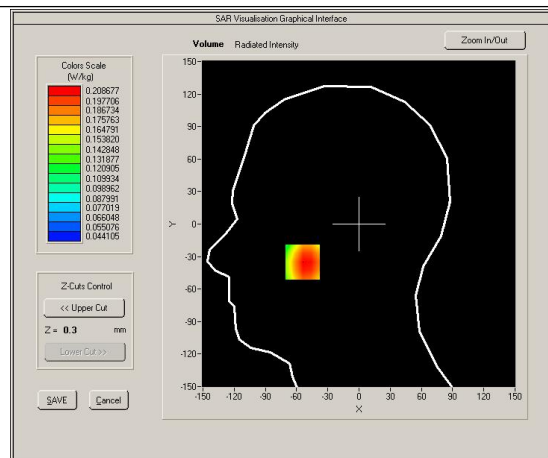 SAR Visualisation Graphical Interface
Volume Radiated Intensity
Zoom In/Out
Colors Scale
(W/kg)
0.208677
0.197706
0.186734
0.175763
0.164791
0.153820
0.142848
0.131877
0.120905
0.109934
0.098962
0.087991
0.077019
0.066048
0.055076
0.044105
Z-Cuts Control
<< Upper Cut
Z = 0.3 mm
Lower Cut >>
SAVE Cancel
150
120
90
60
30
0
-30
-60
-90
-120
-150
Y
-150 -120 -90 -60 -30 0 30 60 90 120 150
X